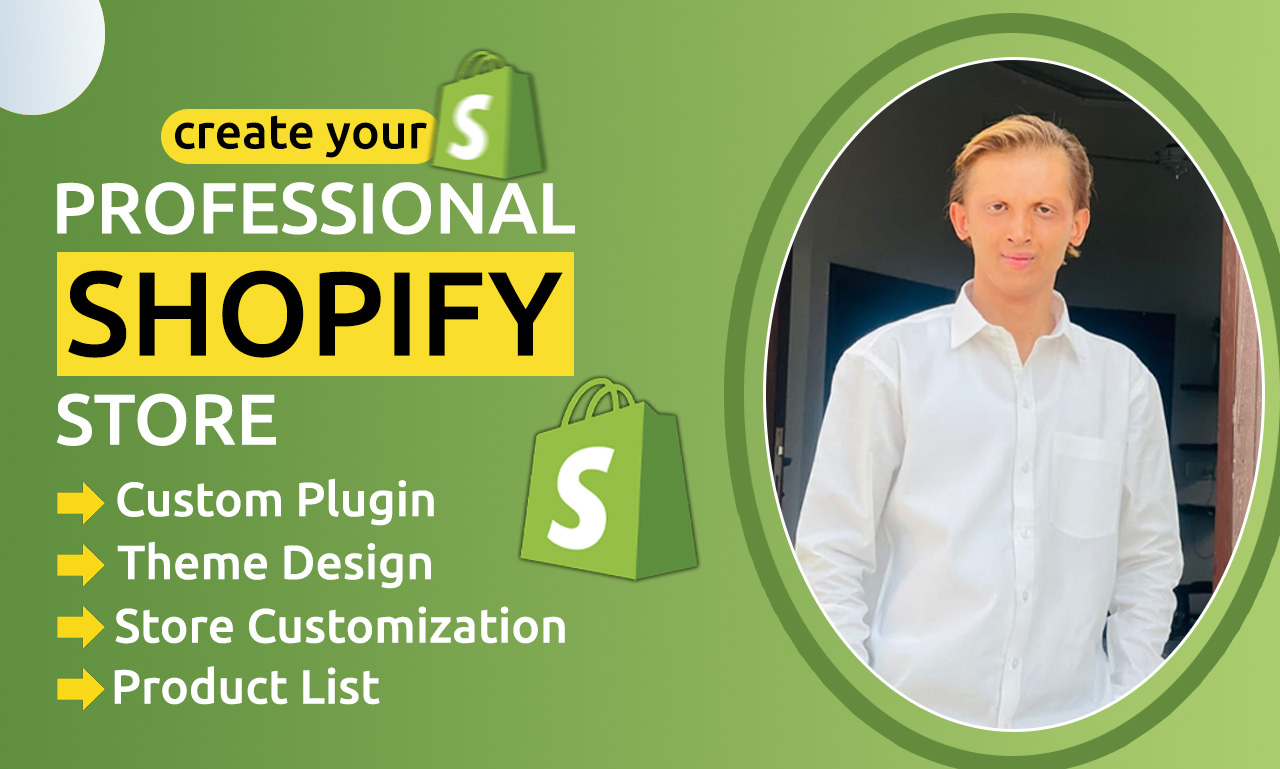 create your
PROFESSIONAL
SHOPIFY
STORE
Custom Plugin
Theme Design
Store Customization
Product List